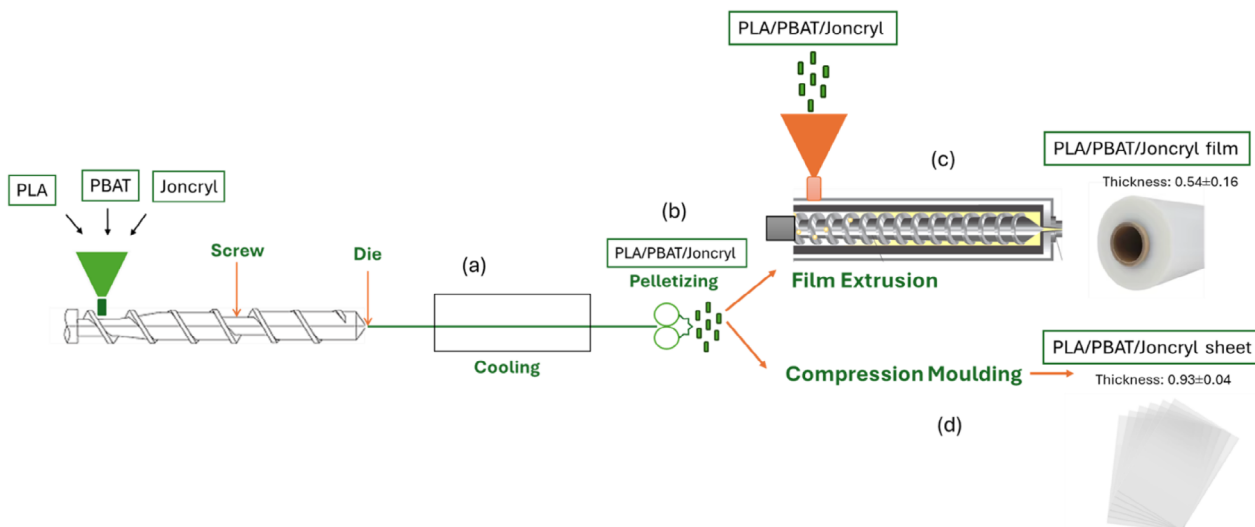 PLA/PBAT/Joncryl
(c)
PLA/PBAT/Joncryl film
Thickness: 0.54±0.16
PLA
PBAT
Joncryl
(b)
PLA/PBAT/Joncryl
Pelletizing
Screw
Die
(a)
Film Extrusion
Cooling
Compression Moulding
PLA/PBAT/Joncryl sheet
Thickness: 0.93±0.04
(d)